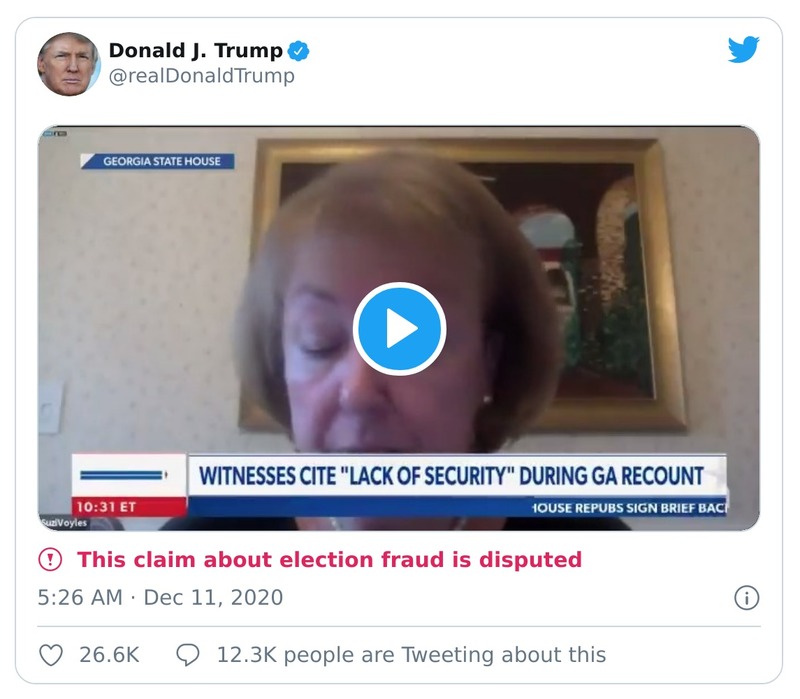 Donald J. Trump
@realDonaldTrump
GEORGIA STATE HOUSE
WITNESSES CITE "LACK OF SECURITY" DURING GA RECOUNT
10:31 ET
HOUSE REPUBS SIGN BRIEF BAC
SuziVoyles
This claim about election fraud is disputed
5:26 AM · Dec 11, 2020
26.6K
12.3K people are Tweeting about this